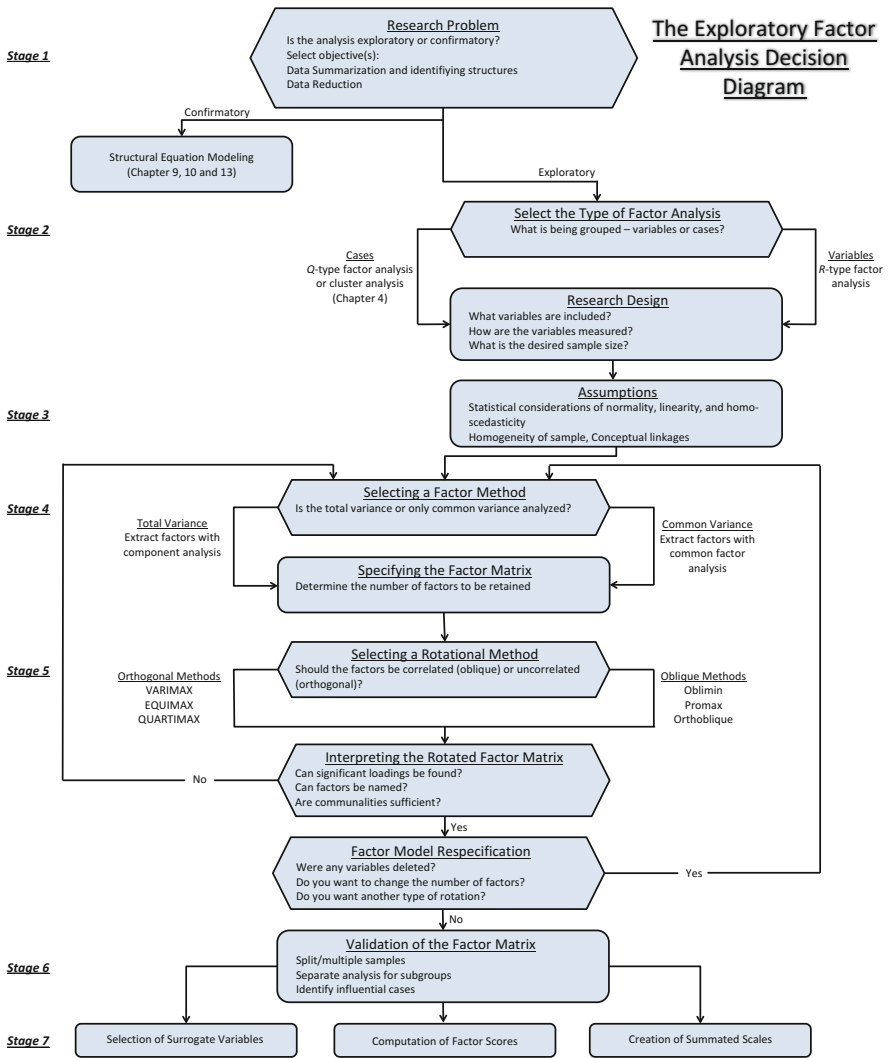 The Exploratory Factor
Analysis Decision
Diagram
Stage 1
Research Problem
Is the analysis exploratory or confirmatory?
Select objective(s):
Data Summarization and identifiying structures
Data Reduction
Confirmatory
Structural Equation Modeling
(Chapter 9, 10 and 13)
Exploratory
Stage 2
Select the Type of Factor Analysis
What is being grouped – variables or cases?
Cases
Q-type factor analysis
or cluster analysis
(Chapter 4)
Variables
R-type factor
analysis
Research Design
What variables are included?
How are the variables measured?
What is the desired sample size?
Stage 3
Assumptions
Statistical considerations of normality, linearity, and homo-
scedasticity
Homogeneity of sample, Conceptual linkages
Stage 4
Selecting a Factor Method
Is the total variance or only common variance analyzed?
Total Variance
Extract factors with
component analysis
Common Variance
Extract factors with
common factor
analysis
Specifying the Factor Matrix
Determine the number of factors to be retained
Stage 5
Selecting a Rotational Method
Should the factors be correlated (oblique) or uncorrelated
(orthogonal)?
Orthogonal Methods
VARIMAX
EQUIMAX
QUARTIMAX
Oblique Methods
Oblimin
Promax
Orthoblique
Interpreting the Rotated Factor Matrix
Can significant loadings be found?
Can factors be named?
Are communalities sufficient?
No
Yes
Factor Model Respecification
Were any variables deleted?
Do you want to change the number of factors?
Do you want another type of rotation?
Yes
No
Stage 6
Validation of the Factor Matrix
Split/multiple samples
Separate analysis for subgroups
Identify influential cases
Stage 7
Selection of Surrogate Variables
Computation of Factor Scores
Creation of Summated Scales